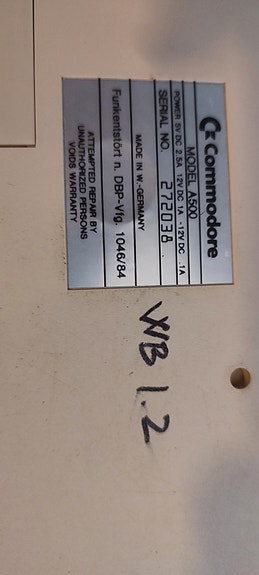 Commodore
MODEL A500
POWER 5V DC 2.5A 12V DC 1A -12V DC .1A
SERIAL NO. 272038
MADE IN W.-GERMANY
Funkentstört n. DBP-Vfg. 1046/84
ATTEMPTED REPAIR BY
UNAUTHORIZED PERSONS
VOIDS WARRANTY
WB 1.2